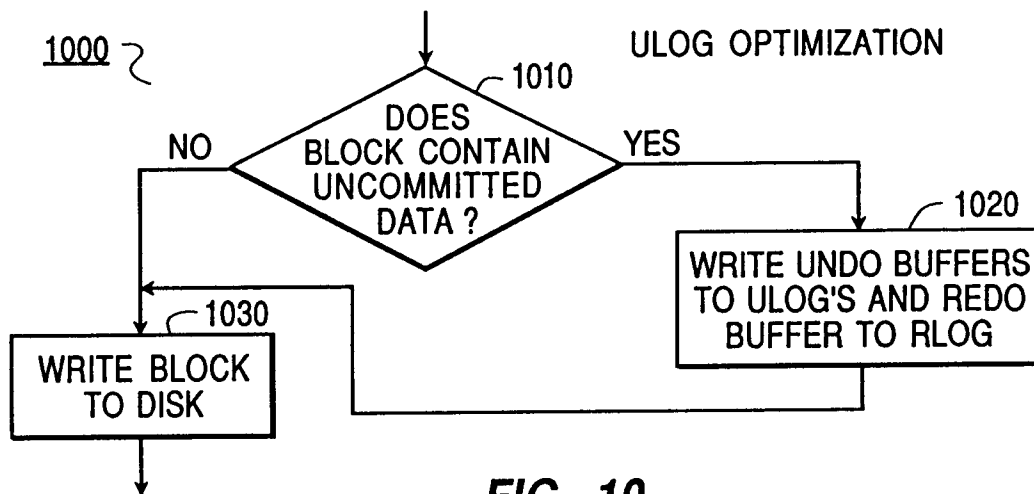 1000
ULOG OPTIMIZATION
1010
DOES
BLOCK CONTAIN
UNCOMMITTED
DATA ?
NO
YES
1020
WRITE UNDO BUFFERS
TO ULOG'S AND REDO
BUFFER TO RLOG
1030
WRITE BLOCK
TO DISK
FIG. 10